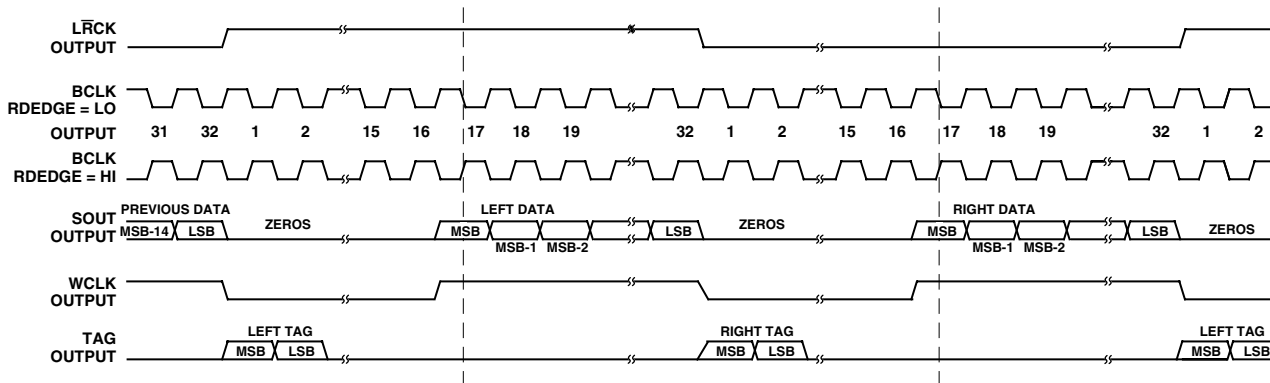 LRCK
OUTPUT
BCLK
RDEDGE = LO
OUTPUT 31 32 1 2 15 16 17 18 19 32 1 2 15 16 17 18 19 32 1 2
BCLK
RDEDGE = HI
SOUT
OUTPUT
PREVIOUS DATA LEFT DATA RIGHT DATA
MSB-14 LSB ZEROS MSB LSB ZEROS MSB LSB ZEROS
MSB-1 MSB-2 MSB-1 MSB-2
WCLK
OUTPUT
TAG
OUTPUT
LEFT TAG RIGHT TAG LEFT TAG
MSB LSB MSB LSB MSB LSB